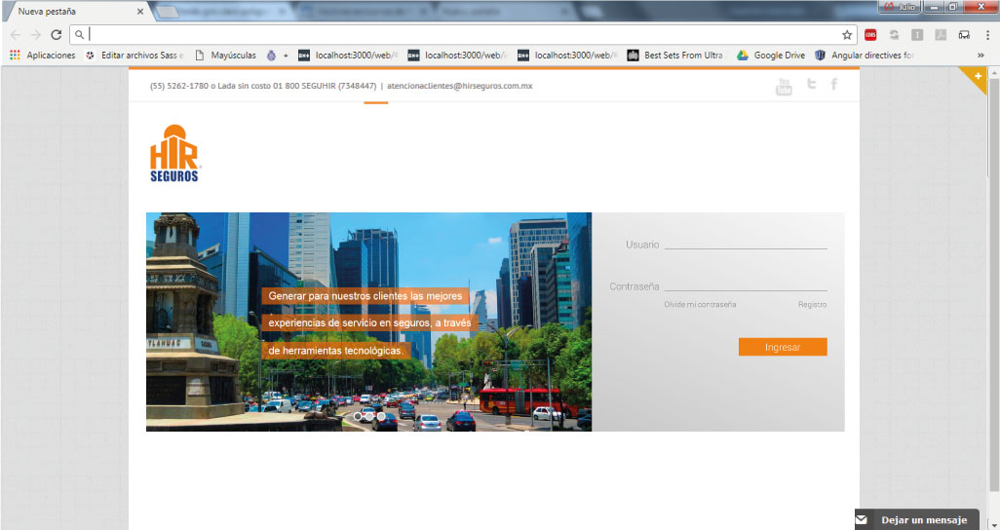 Nueva pestaña
Julio
Aplicaciones
Editar archivos Sass e
Mayúsculas
+
localhost:3000/web/
localhost:3000/web/i
localhost:3000/web/
Best Sets From Ultra
Google Drive
Angular directives for
»
(55) 5262-1780 o Lada sin costo 01 800 SEGUHIR (7348447) | atencionaclientes@hirseguros.com.mx
You
Tube
HIR
SEGUROS
Generar para nuestros clientes las mejores
experiencias de servicio en seguros, a través
de herramientas tecnológicas.
Usuario
Contraseña
Olvide mi contraseña
Registro
Ingresar
Dejar un mensaje